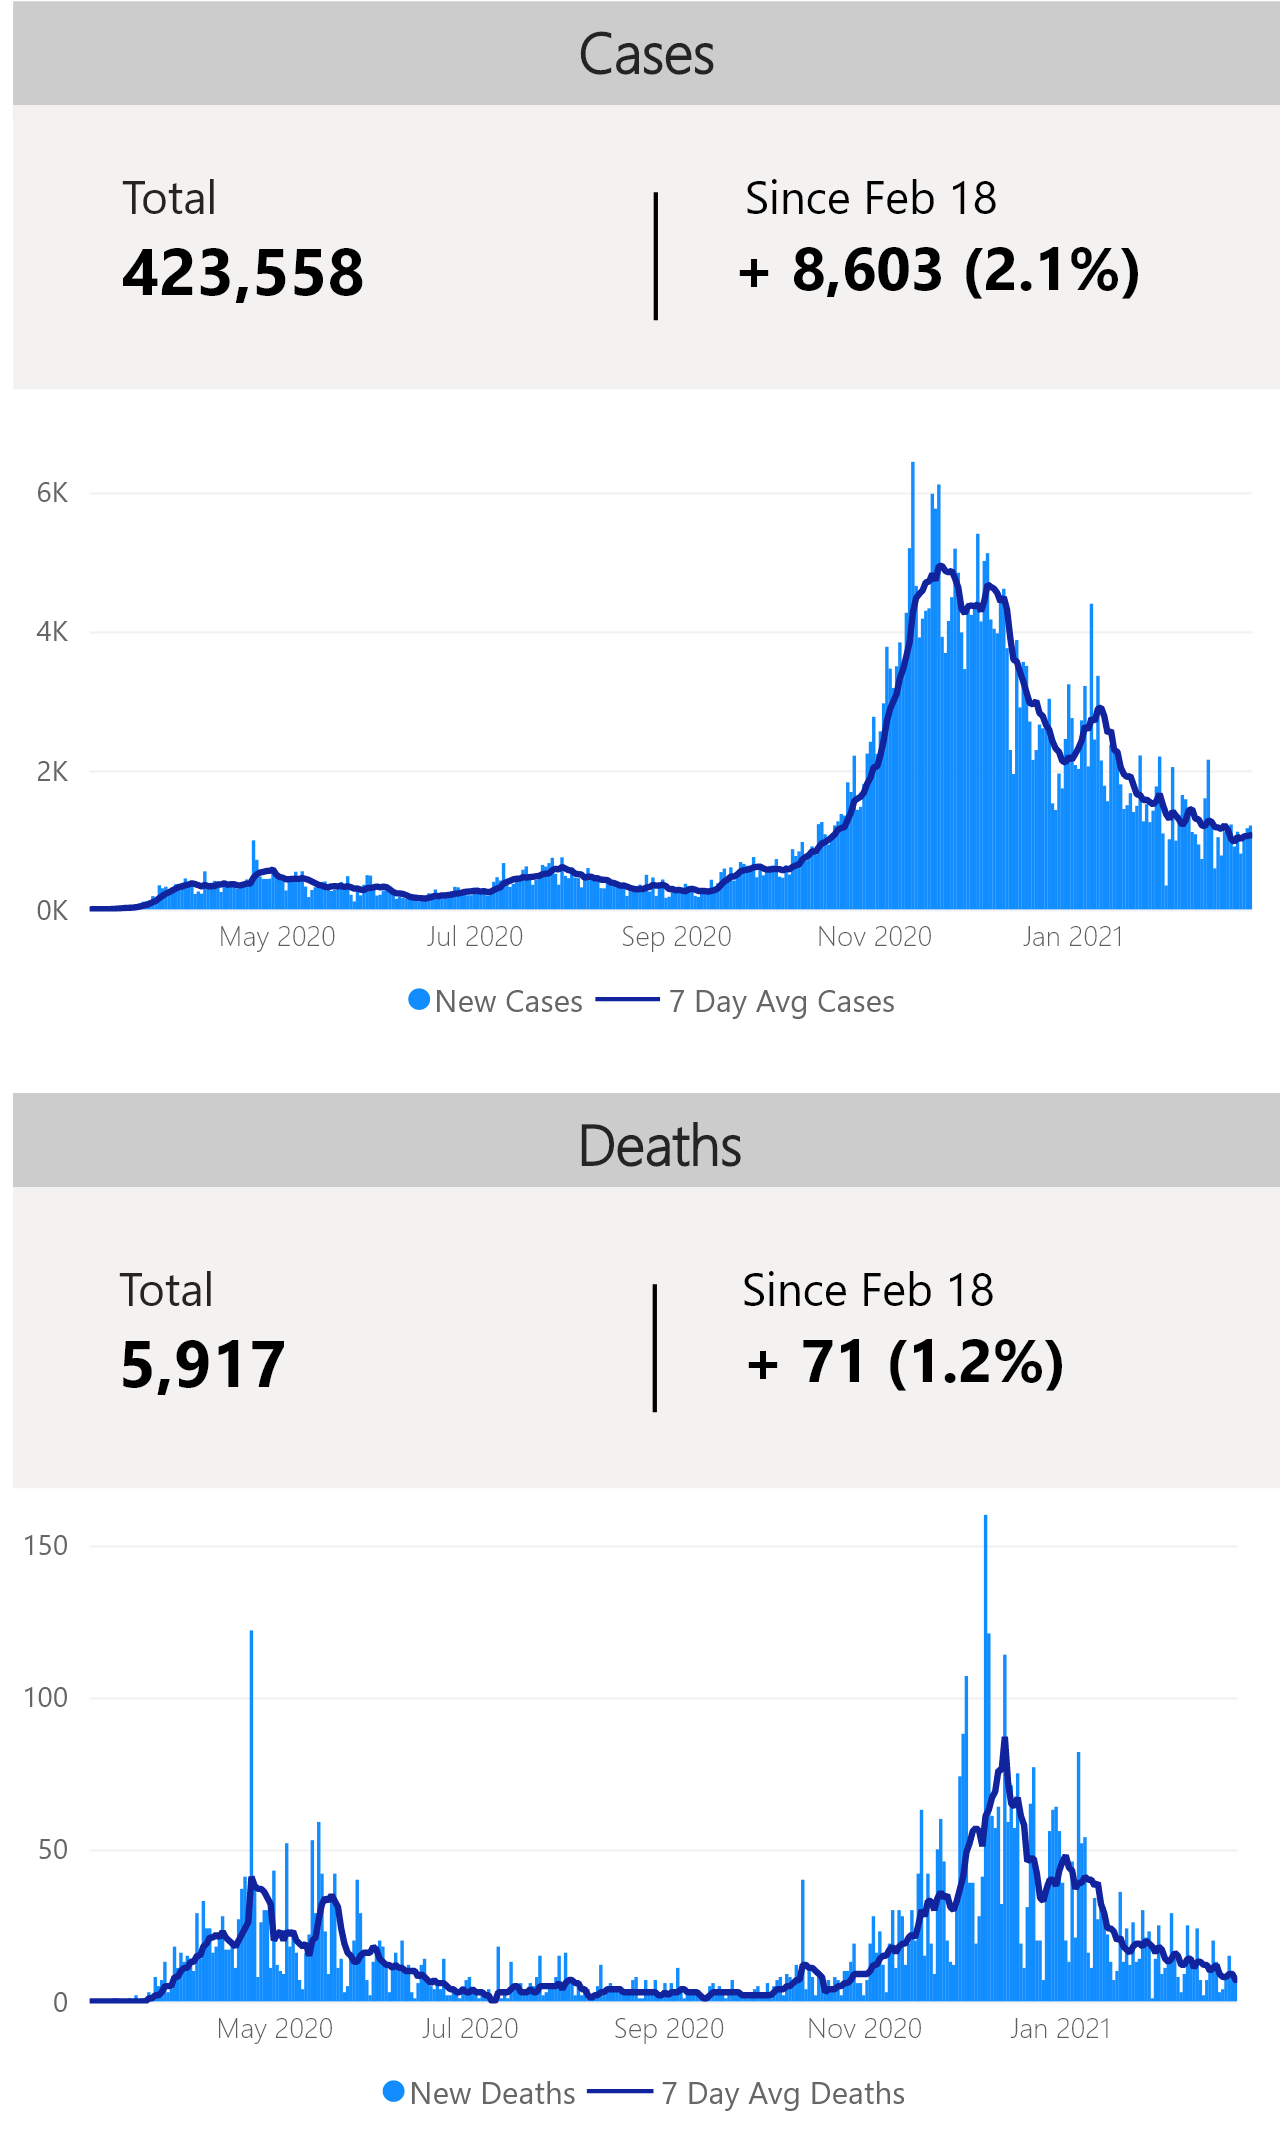 Cases
Total
Since Feb 18
423,558
+ 8,603 (2.1%)
6K
4K
2K
0K
May 2020
Jul 2020
Sep 2020
Nov 2020
Jan 2021
New Cases
7 Day Avg Cases
Deaths
Total
Since Feb 18
5,917
+ 71 (1.2%)
150
100
50
0
May 2020
Jul 2020
Sep 2020
Nov 2020
Jan 2021
New Deaths
7 Day Avg Deaths